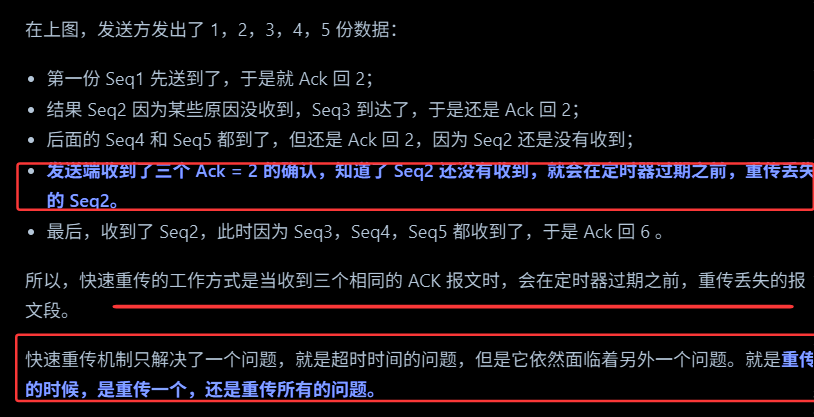 在上图，发送方发出了 1，2，3，4，5 份数据：
• 第一份 Seq1 先送到了，于是就 Ack 回 2；
• 结果 Seq2 因为某些原因没收到，Seq3 到达了，于是还是 Ack 回 2；
• 后面的 Seq4 和 Seq5 都到了，但还是 Ack 回 2，因为 Seq2 还是没有收到；
• 发送端收到了三个 Ack = 2 的确认，知道了 Seq2 还没有收到，就会在定时器过期之前，重传丢失
的 Seq2。
• 最后，收到了 Seq2，此时因为 Seq3，Seq4，Seq5 都收到了，于是 Ack 回 6 。
所以，快速重传的工作方式是当收到三个相同的 ACK 报文时，会在定时器过期之前，重传丢失的报
文段。
快速重传机制只解决了一个问题，就是超时时间的问题，但是它依然面临着另外一个问题。就是重传
的时候，是重传一个，还是重传所有的问题。